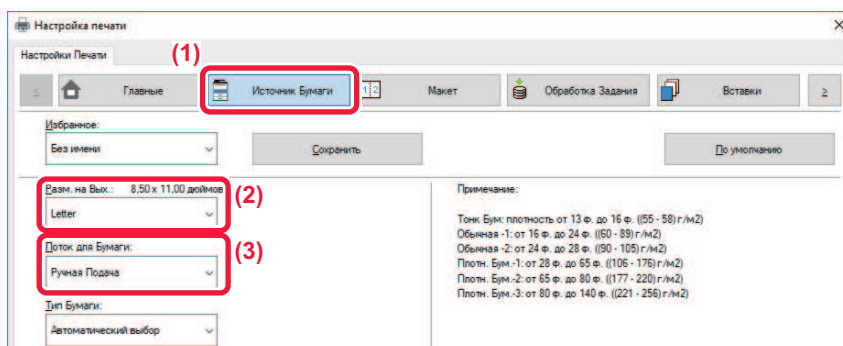 Настройка печати
Настройки Печати
(1)
Главные
Источник Бумаги
1 2
Макет
Обработка Задания
Вставки
Избранное:
Без имени
Сохранить
По умолчанию
Разм. на Вых.: 8,50 x 11,00 дюймов
(2)
Letter
Поток для Бумаги:
(3)
Ручная Подача
Тип Бумаги:
Автоматический выбор
Примечание:
Тонк Бум: плотность от 13 ф. до 16 ф. ((55 - 58) г/м2)
Обычная -1: от 16 ф. до 24 ф. ((60 - 89) г/м2)
Обычная -2: от 24 ф. до 28 ф. ((90 - 105) г/м2)
Плотн. Бум.-1: от 28 ф. до 65 ф. ((106 - 176) г/м2)
Плотн. Бум.-2: от 65 ф. до 80 ф. ((177 - 220) г/м2)
Плотн. Бум.-3: от 80 ф. до 140 ф. ((221 - 256) г/м2)